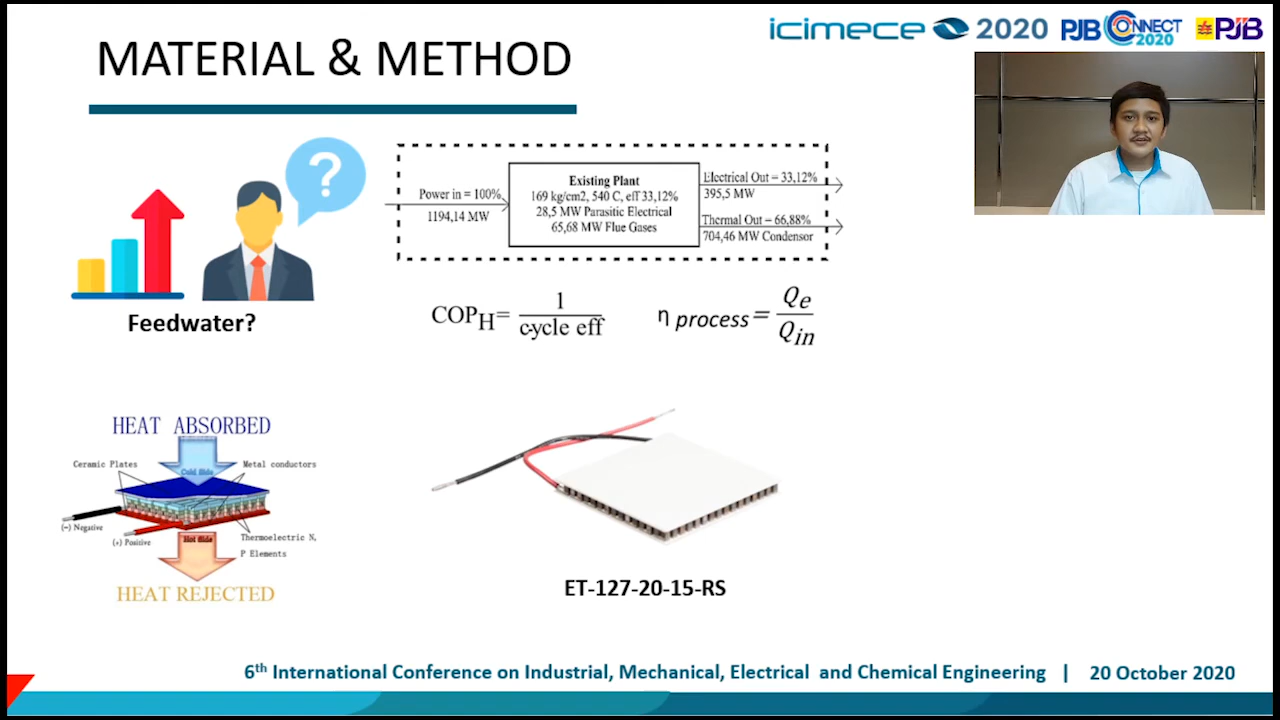 icimece 2020 PJB CONNECT 2020 PJB
MATERIAL & METHOD
?
Feedwater?
Power in = 100%
1194,14 MW
Existing Plant
169 kg/cm2, 540 C, eff 33,12%
28,5 MW Parasitic Electrical
65,68 MW Flue Gases
Electrical Out = 33,12%
395,5 MW
Thermal Out = 66,88%
704,46 MW Condensor
COPH= 1 / cycle eff
η process = Qe / Qin
HEAT ABSORBED
Cold Side
Ceramic Plates
Metal conductors
(-) Negative
(+) Positive
Hot Side
Thermoelectric N,
P Elements
HEAT REJECTED
ET-127-20-15-RS
6th International Conference on Industrial, Mechanical, Electrical and Chemical Engineering | 20 October 2020